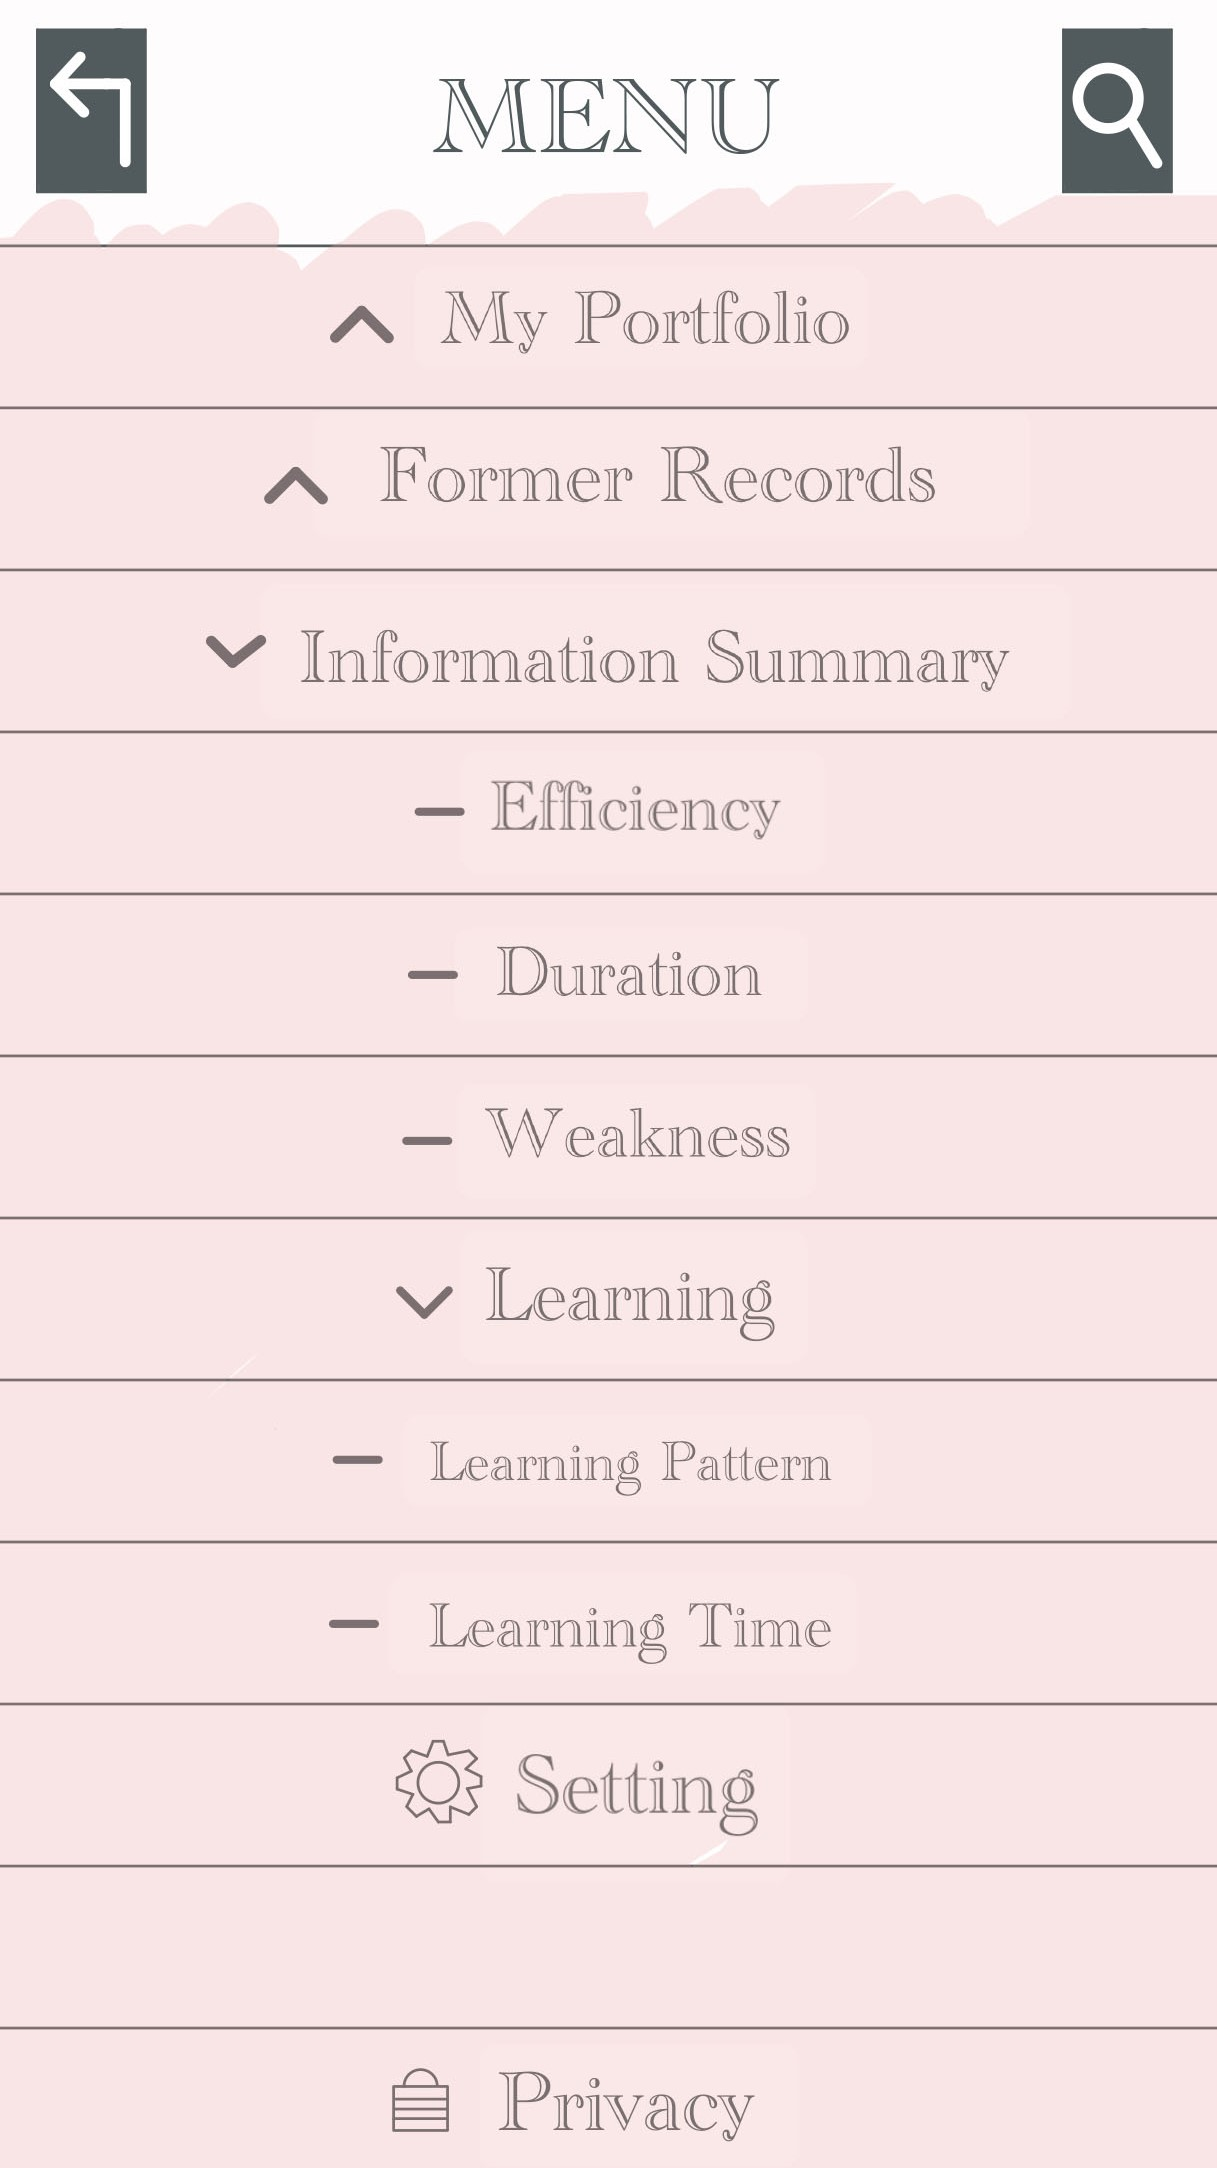 MENU
My Portfolio
Former Records
Information Summary
Efficiency
Duration
Weakness
Learning
Learning Pattern
Learning Time
Setting
Privacy